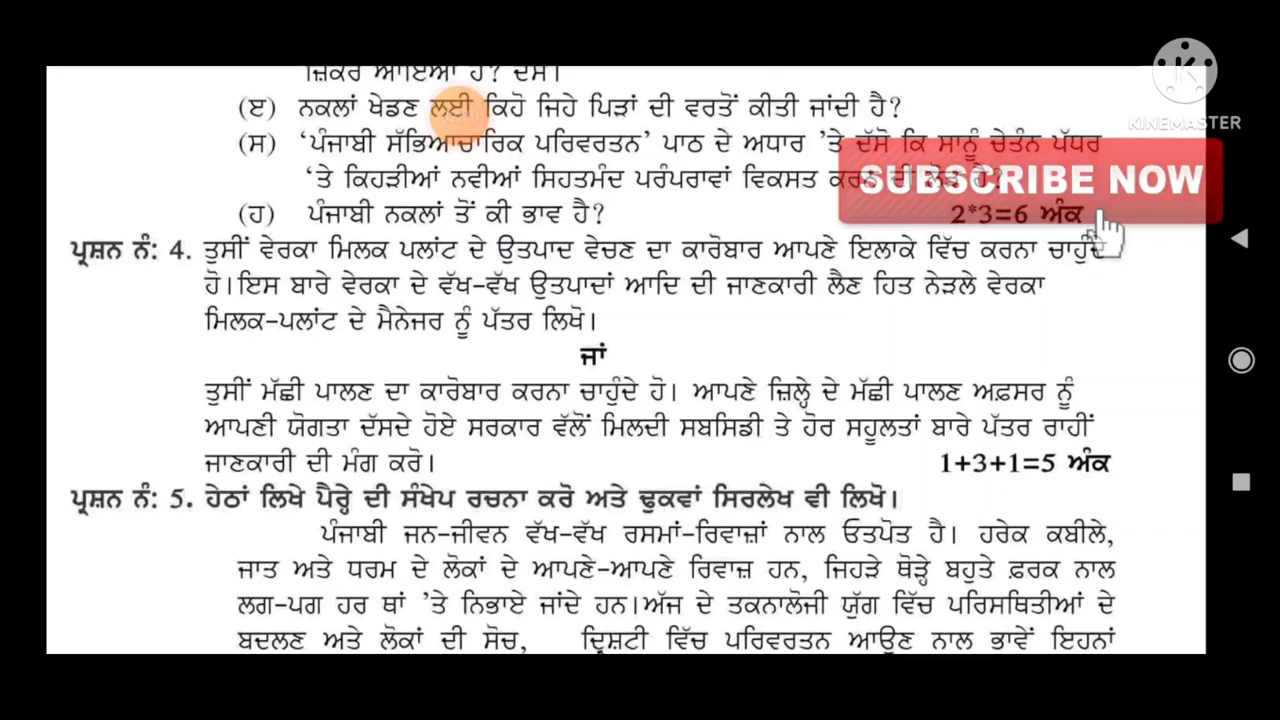 ਜ਼ਿਕਰ ਆਇਆ ਹੈ? ਦੱਸੋ।
(ੲ) ਨਕਲਾਂ ਖੇਡਣ ਲਈ ਕਿਹੋ ਜਿਹੇ ਪਿੜਾਂ ਦੀ ਵਰਤੋਂ ਕੀਤੀ ਜਾਂਦੀ ਹੈ?
(ਸ) ‘ਪੰਜਾਬੀ ਸੱਭਿਆਚਾਰਿਕ ਪਰਿਵਰਤਨ’ ਪਾਠ ਦੇ ਅਧਾਰ ’ਤੇ ਦੱਸੋ ਕਿ ਸਾਨੂੰ ਚੇਤੰਨ ਪੱਧਰ
‘ਤੇ ਕਿਹੜੀਆਂ ਨਵੀਆਂ ਸਿਹਤਮੰਦ ਪਰੰਪਰਾਵਾਂ ਵਿਕਸਤ ਕਰਨ ਦੀ ਲੋੜ ਹੈ?
(ਹ) ਪੰਜਾਬੀ ਨਕਲਾਂ ਤੋਂ ਕੀ ਭਾਵ ਹੈ? 2*3=6 ਅੰਕ
KINEMASTER
SUBSCRIBE NOW
ਪ੍ਰਸ਼ਨ ਨੰ: 4. ਤੁਸੀਂ ਵੇਰਕਾ ਮਿਲਕ ਪਲਾਂਟ ਦੇ ਉਤਪਾਦ ਵੇਚਣ ਦਾ ਕਾਰੋਬਾਰ ਆਪਣੇ ਇਲਾਕੇ ਵਿੱਚ ਕਰਨਾ ਚਾਹੁੰਦੇ
ਹੋ।ਇਸ ਬਾਰੇ ਵੇਰਕਾ ਦੇ ਵੱਖ-ਵੱਖ ਉਤਪਾਦਾਂ ਆਦਿ ਦੀ ਜਾਣਕਾਰੀ ਲੈਣ ਹਿਤ ਨੇੜਲੇ ਵੇਰਕਾ
ਮਿਲਕ-ਪਲਾਂਟ ਦੇ ਮੈਨੇਜਰ ਨੂੰ ਪੱਤਰ ਲਿਖੋ।
ਜਾਂ
ਤੁਸੀਂ ਮੱਛੀ ਪਾਲਣ ਦਾ ਕਾਰੋਬਾਰ ਕਰਨਾ ਚਾਹੁੰਦੇ ਹੋ। ਆਪਣੇ ਜ਼ਿਲ੍ਹੇ ਦੇ ਮੱਛੀ ਪਾਲਣ ਅਫ਼ਸਰ ਨੂੰ
ਆਪਣੀ ਯੋਗਤਾ ਦੱਸਦੇ ਹੋਏ ਸਰਕਾਰ ਵੱਲੋਂ ਮਿਲਦੀ ਸਬਸਿਡੀ ਤੇ ਹੋਰ ਸਹੂਲਤਾਂ ਬਾਰੇ ਪੱਤਰ ਰਾਹੀਂ
ਜਾਣਕਾਰੀ ਦੀ ਮੰਗ ਕਰੋ। 1+3+1=5 ਅੰਕ
ਪ੍ਰਸ਼ਨ ਨੰ: 5. ਹੇਠਾਂ ਲਿਖੇ ਪੈਰ੍ਹੇ ਦੀ ਸੰਖੇਪ ਰਚਨਾ ਕਰੋ ਅਤੇ ਢੁਕਵਾਂ ਸਿਰਲੇਖ ਵੀ ਲਿਖੋ।
ਪੰਜਾਬੀ ਜਨ-ਜੀਵਨ ਵੱਖ-ਵੱਖ ਰਸਮਾਂ-ਰਿਵਾਜ਼ਾਂ ਨਾਲ ਓਤਪੋਤ ਹੈ। ਹਰੇਕ ਕਬੀਲੇ,
ਜਾਤ ਅਤੇ ਧਰਮ ਦੇ ਲੋਕਾਂ ਦੇ ਆਪਣੇ-ਆਪਣੇ ਰਿਵਾਜ਼ ਹਨ, ਜਿਹੜੇ ਥੋੜ੍ਹੇ ਬਹੁਤੇ ਫ਼ਰਕ ਨਾਲ
ਲਗ-ਪਗ ਹਰ ਥਾਂ ’ਤੇ ਨਿਭਾਏ ਜਾਂਦੇ ਹਨ।ਅੱਜ ਦੇ ਤਕਨਾਲੋਜੀ ਯੁੱਗ ਵਿੱਚ ਪਰਿਸਥਿਤੀਆਂ ਦੇ
ਬਦਲਣ ਅਤੇ ਲੋਕਾਂ ਦੀ ਸੋਚ, ਦ੍ਰਿਸ਼ਟੀ ਵਿੱਚ ਪਰਿਵਰਤਨ ਆਉਣ ਨਾਲ ਭਾਵੇਂ ਇਹਨਾਂ